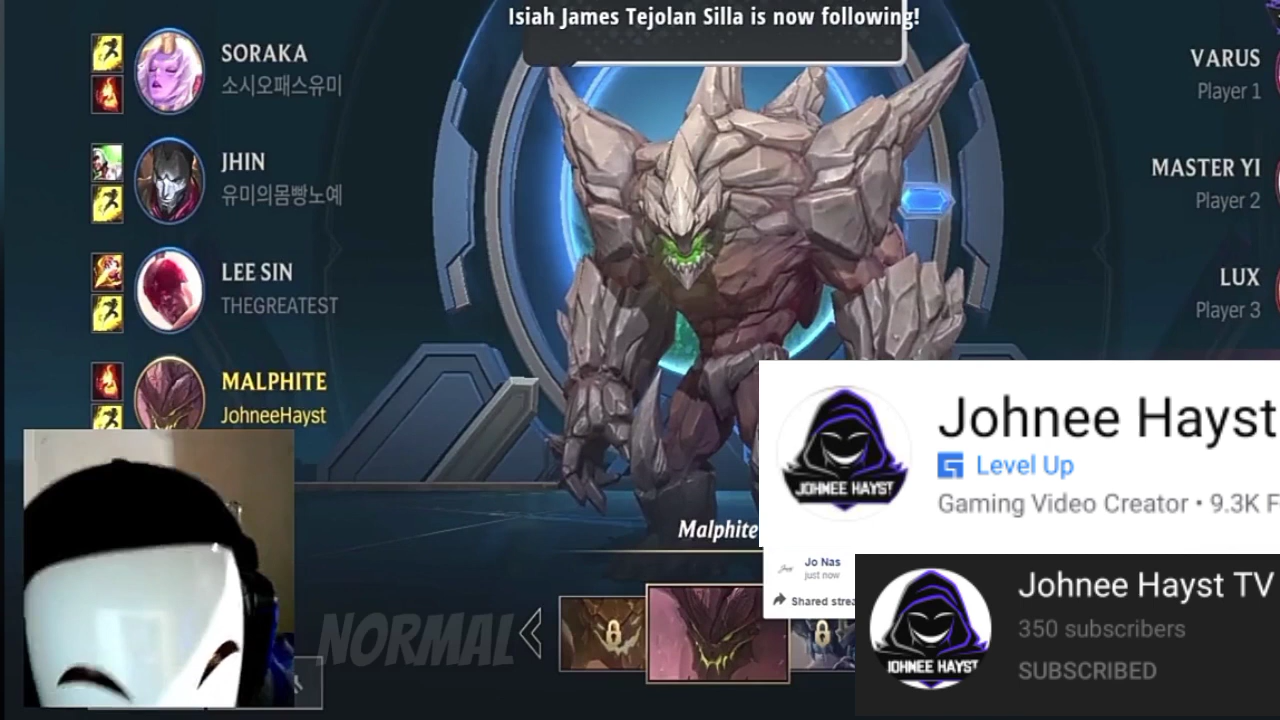 Isiah James Tejolan Silla is now following!
SORAKA
소시오패스유미
JHIN
유미의몸빵노예
LEE SIN
THEGREATEST
MALPHITE
JohneeHayst
VARUS
Player 1
MASTER YI
Player 2
LUX
Player 3
Johnee Hayst
Level Up
Gaming Video Creator • 9.3K F
JOHNEE HAYST
Malphite
Jo Nas
just now
Shared strea
NORMAL
Johnee Hayst TV
350 subscribers
SUBSCRIBED
JOHNEE HAYST